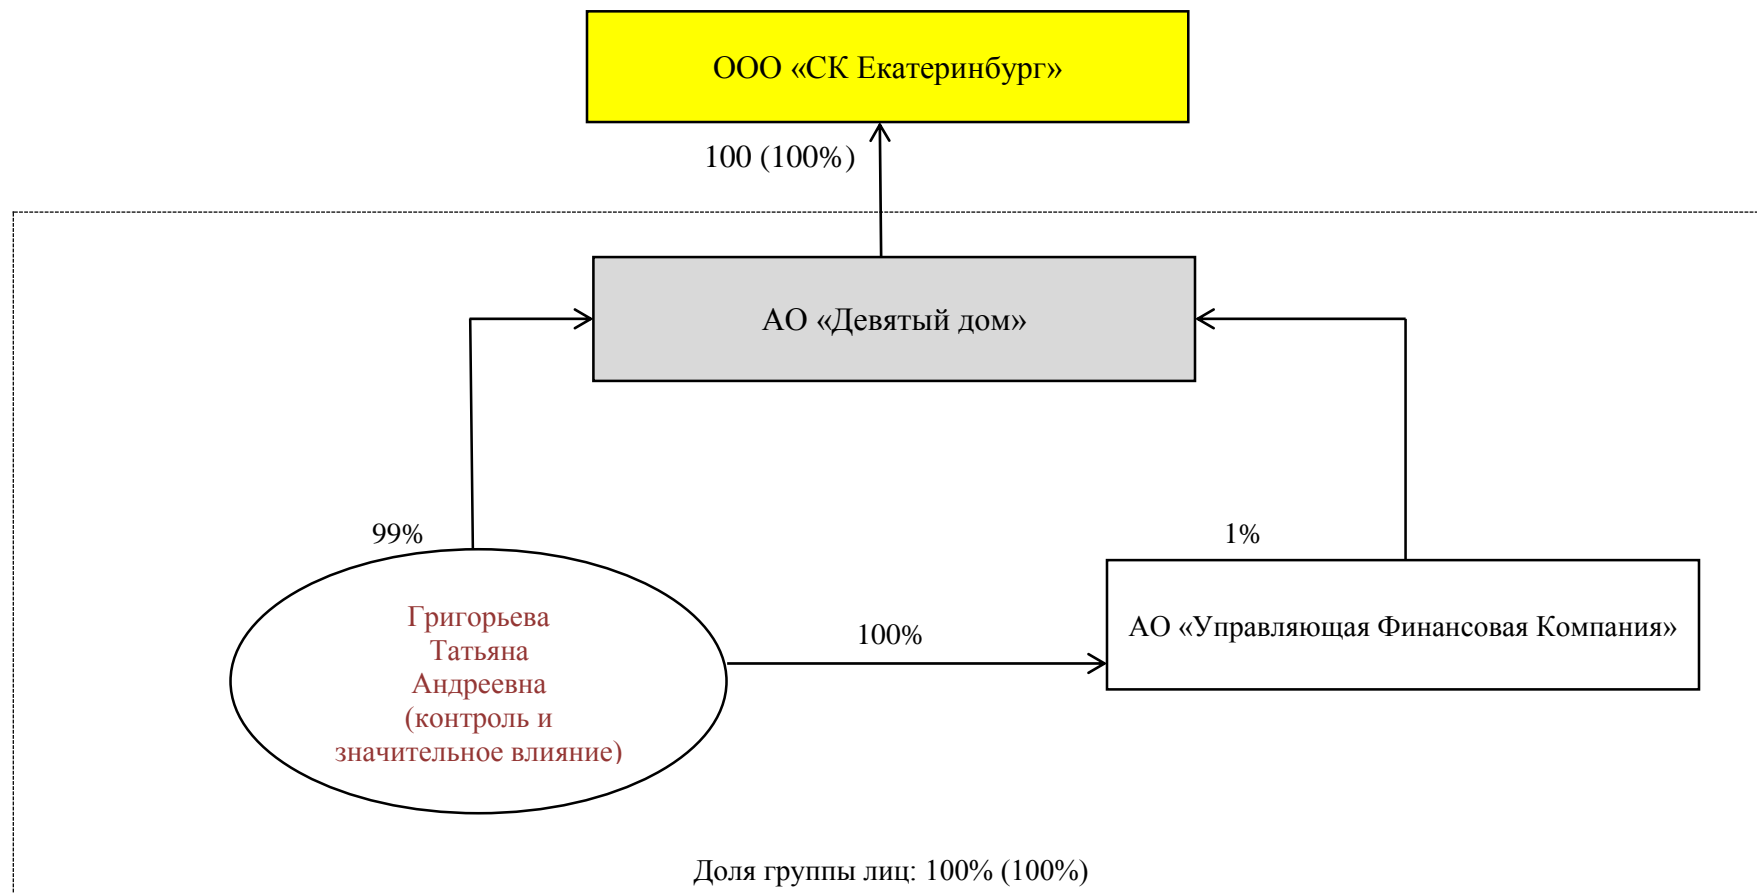 ООО «СК Екатеринбург»
100 (100%)
АО «Девятый дом»
99%
1%
Григорьева
Татьяна
Андреевна
(контроль и
значительное влияние)
100%
АО «Управляющая Финансовая Компания»
Доля группы лиц: 100% (100%)